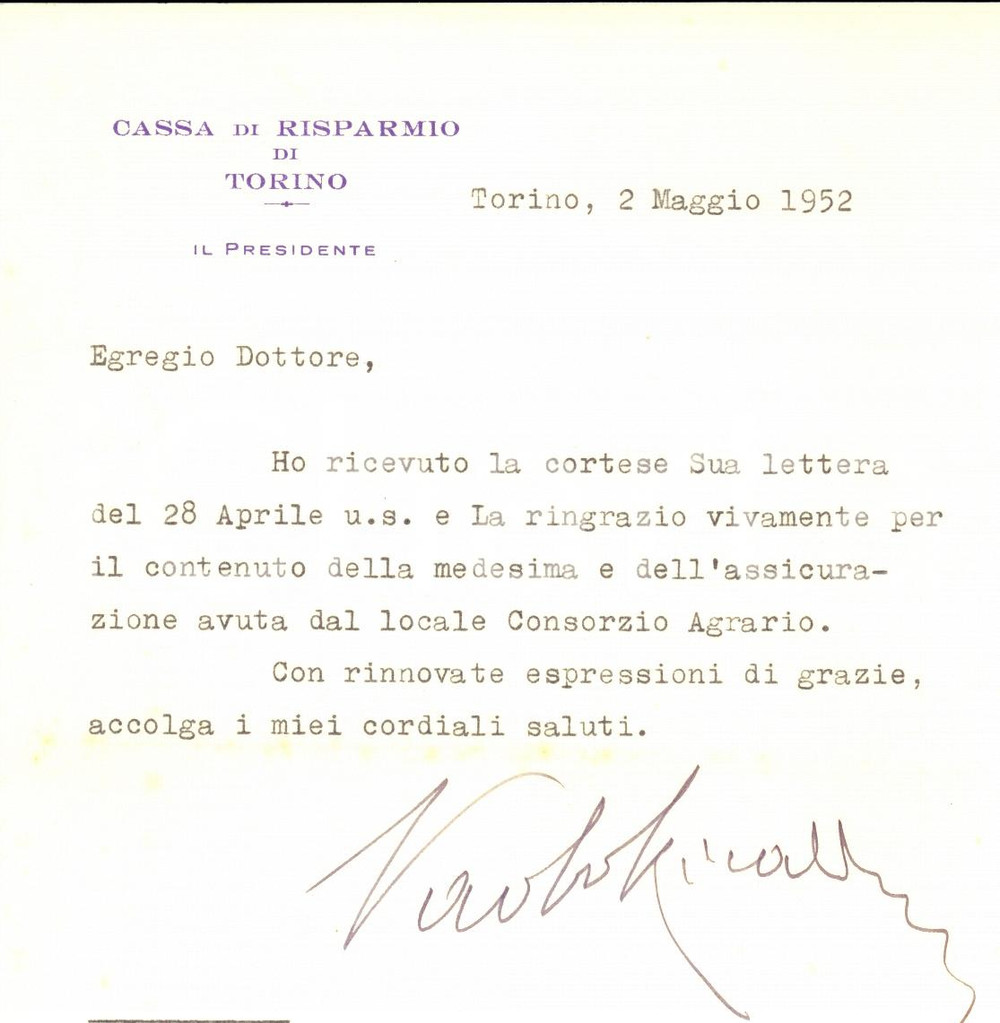 CASSA DI RISPARMIO
DI
TORINO
IL PRESIDENTE
Torino, 2 Maggio 1952
Egregio Dottore,
Ho ricevuto la cortese Sua lettera
del 28 Aprile u.s. e La ringrazio vivamente per
il contenuto della medesima e dell'assicura-
zione avuta dal locale Consorzio Agrario.
Con rinnovate espressioni di grazie,
accolga i miei cordiali saluti.